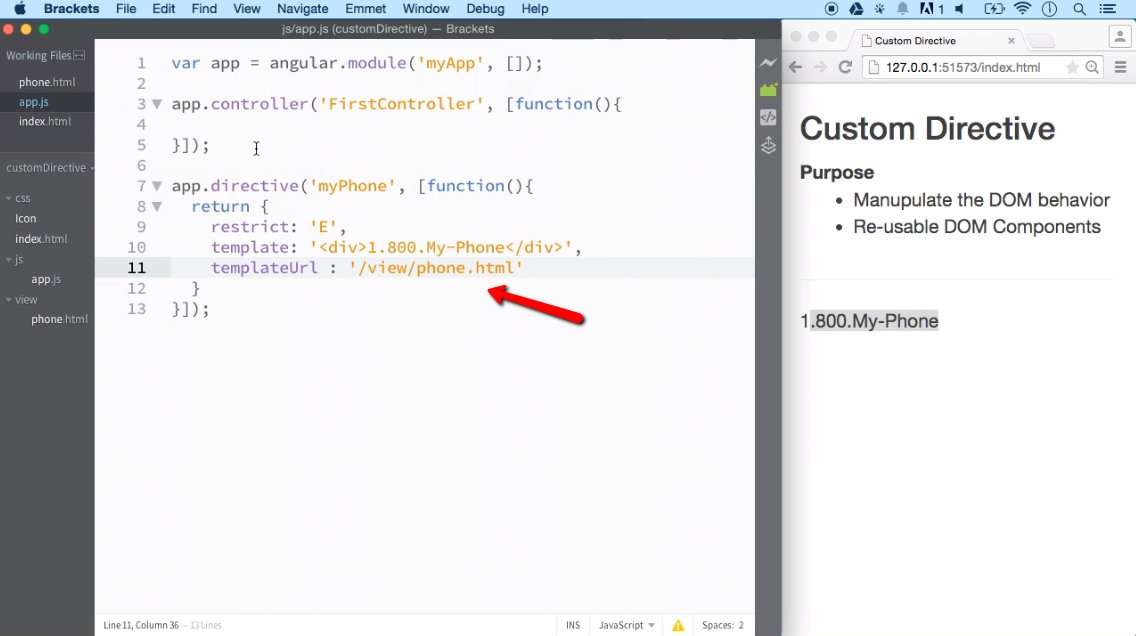 Brackets File Edit Find View Navigate Emmet Window Debug Help 1
js/app.js (customDirective) — Brackets
Working Files
phone.html
app.js
index.html
customDirective
css
Icon
index.html
js
app.js
view
phone.html
1 var app = angular.module('myApp', []);
2
3 app.controller('FirstController', [function(){
4
5 }]);
6
7 app.directive('myPhone', [function(){
8 return {
9 restrict: 'E',
10 template: '<div>1.800.My-Phone</div>',
11 templateUrl : '/view/phone.html'
12 }
13 }]);
Line 11, Column 36 — 13 Lines
INS JavaScript Spaces: 2
Custom Directive
127.0.0.1:51573/index.html
Custom Directive
Purpose
• Manupulate the DOM behavior
• Re-usable DOM Components
1.800.My-Phone